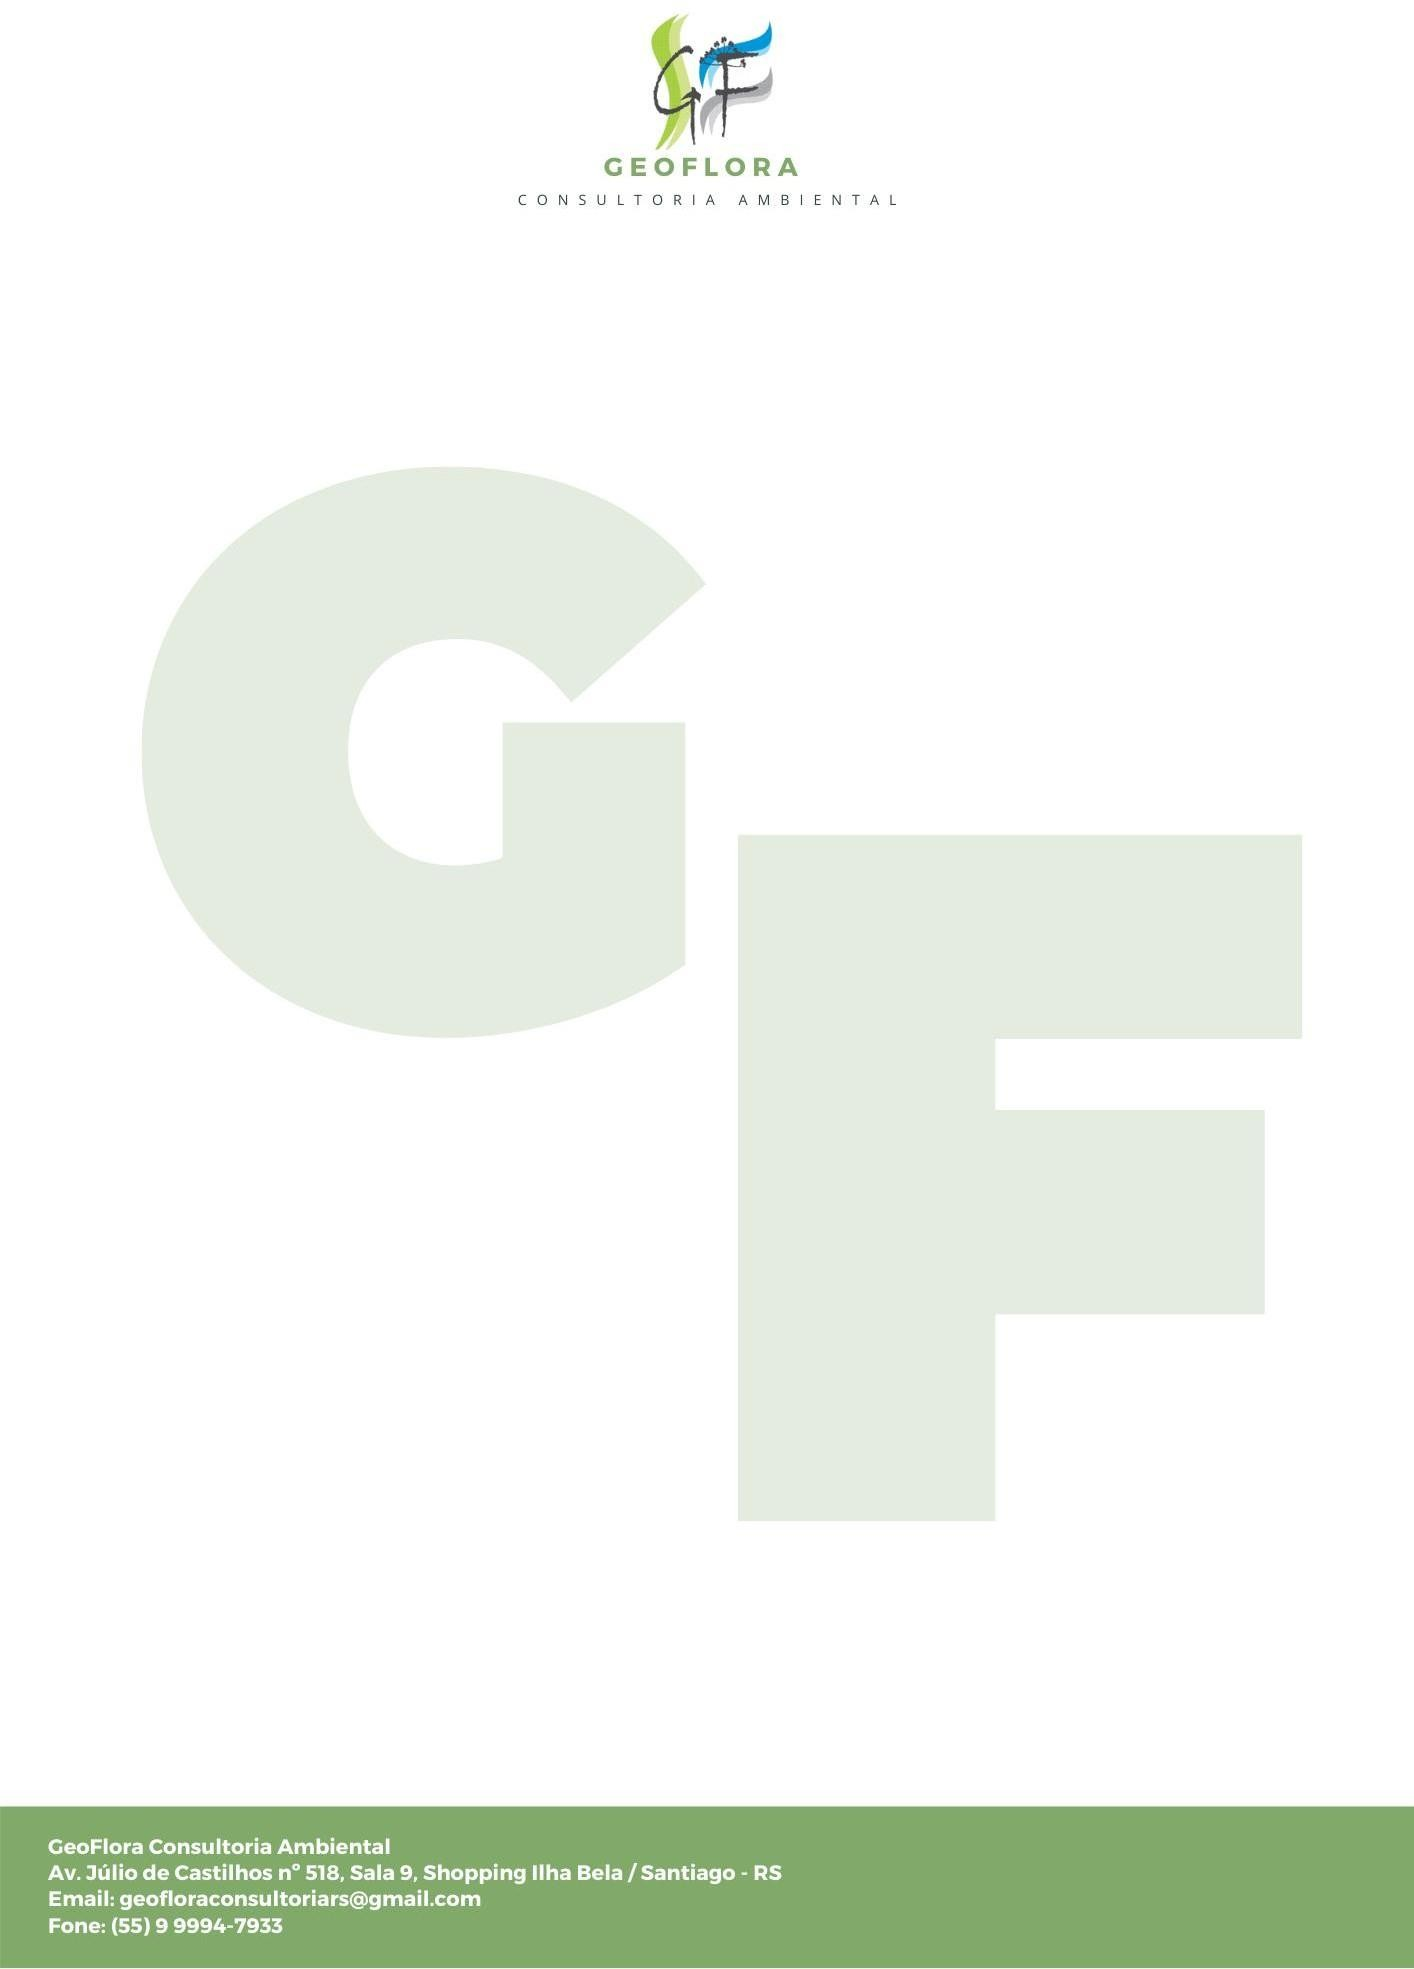 GF
GEOFLORA
CONSULTORIA AMBIENTAL
G
F
GeoFlora Consultoria Ambiental
Av. Júlio de Castilhos nº 518, Sala 9, Shopping Ilha Bela / Santiago - RS
Email: geofloraconsultoriars@gmail.com
Fone: (55) 9 9994-7933